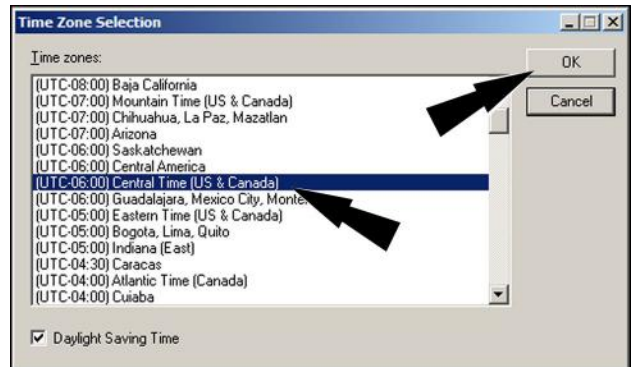 Time Zone Selection
Time zones:
OK
Cancel
(UTC-08:00) Baja California
(UTC-07:00) Mountain Time (US & Canada)
(UTC-07:00) Chihuahua, La Paz, Mazatlan
(UTC-07:00) Arizona
(UTC-06:00) Saskatchewan
(UTC-06:00) Central America
(UTC-06:00) Central Time (US & Canada)
(UTC-06:00) Guadalajara, Mexico City,
(UTC-05:00) Eastern Time (US & Canada)
(UTC-05:00) Bogota, Lima, Quito
(UTC-05:00) Indiana (East)
(UTC-04:30) Caracas
(UTC-04:00) Atlantic Time (Canada)
(UTC-04:00) Cuiaba
Daylight Saving Time